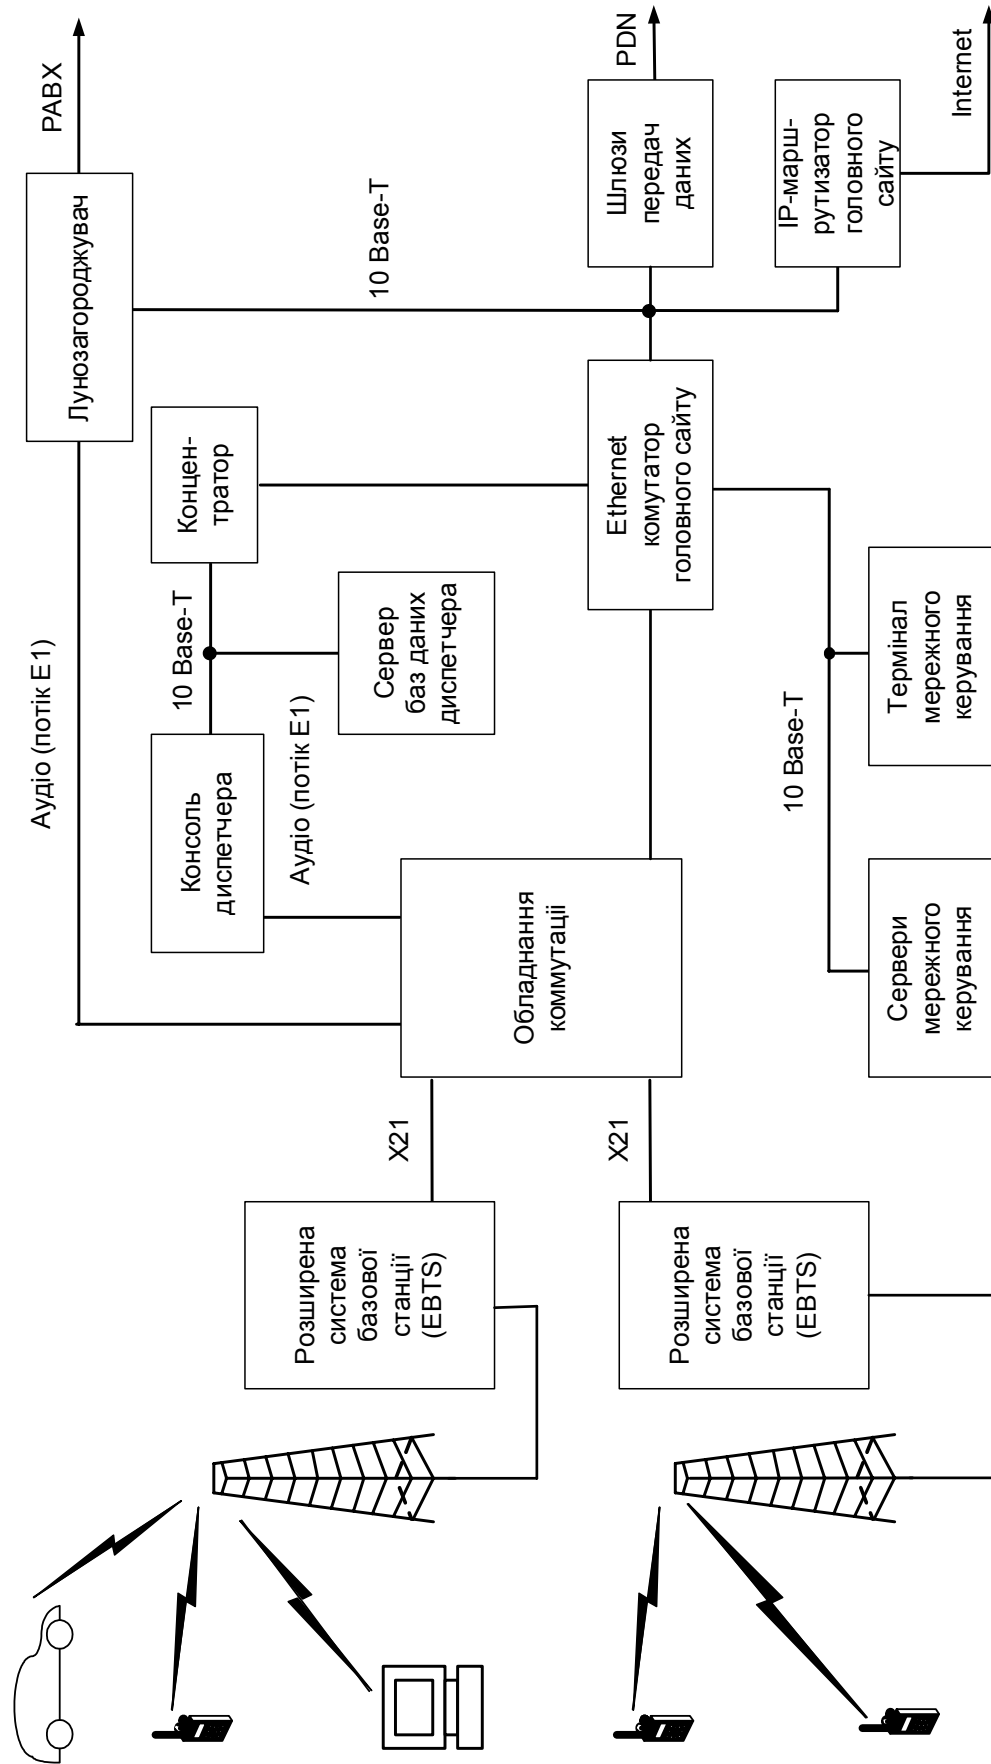 Розширена
система
базової
станції
(EBTS)
Розширена
система
базової
станції
(EBTS)
X21
X21
Обладнання
коммутації
Аудіо (потік E1)
Консоль
диспетчера
Аудіо (потік E1)
10 Base-T
Сервер
баз даних
диспетчера
Концен-
тратор
Лунозагороджувач
PABX
10 Base-T
Ethernet
комутатор
головного сайту
Шлюзи
передач
даних
PDN
IP-марш-
рутизатор
головного
сайту
Internet
10 Base-T
Сервери
мережного
керування
Термінал
мережного
керування